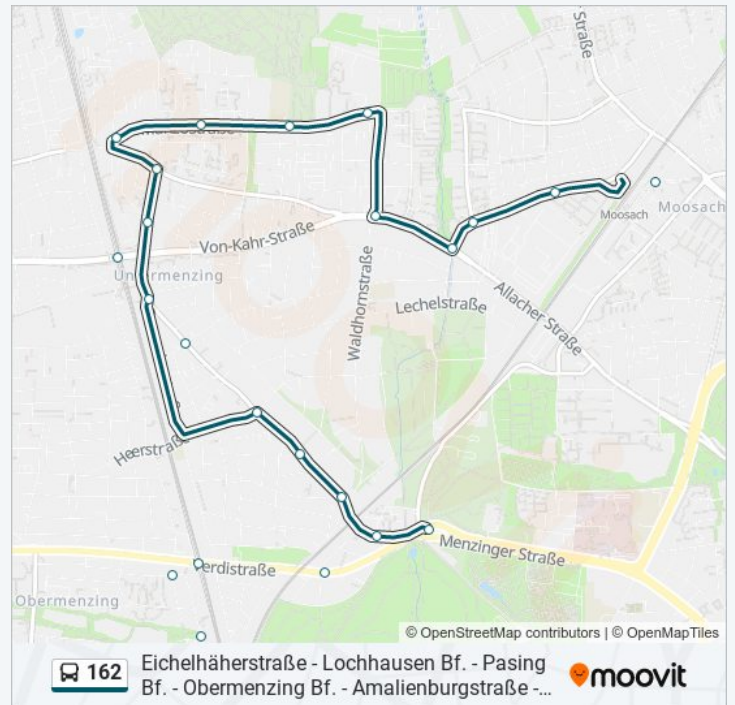 Straße
Moosach
Moosach
Von-Kahr-Straße
Untermenzing
Waldhornstraße
Lechelstraße
Allacher Straße
Heerstraße
Menzinger Straße
Verdistraße
Obermenzing
© OpenStreetMap contributors | © OpenMapTiles
162
Eichelhäherstraße - Lochhausen Bf. - Pasing
Bf. - Obermenzing Bf. - Amalienburgstraße -...
moovit